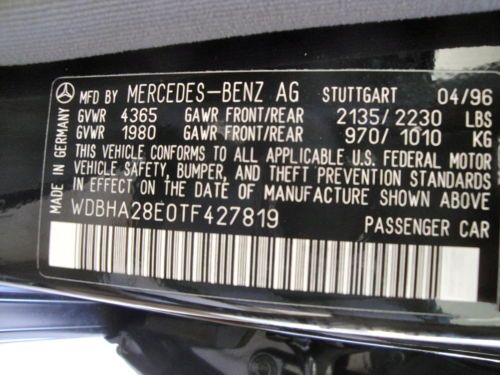 MFD BY MERCEDES-BENZ AG STUTTGART 04/96
GVWR 4365 GAWR FRONT/REAR 2135/2230 LBS
GVWR 1980 GAWR FRONT/REAR 970/1010 KG
THIS VEHICLE CONFORMS TO ALL APPLICABLE U.S. FEDERAL MOTOR
VEHICLE SAFETY, BUMPER, AND THEFT PREVENTION STANDARDS
IN EFFECT ON THE DATE OF MANUFACTURE SHOWN ABOVE
WDBHA28E0TF427819 PASSENGER CAR
MADE IN GERMANY